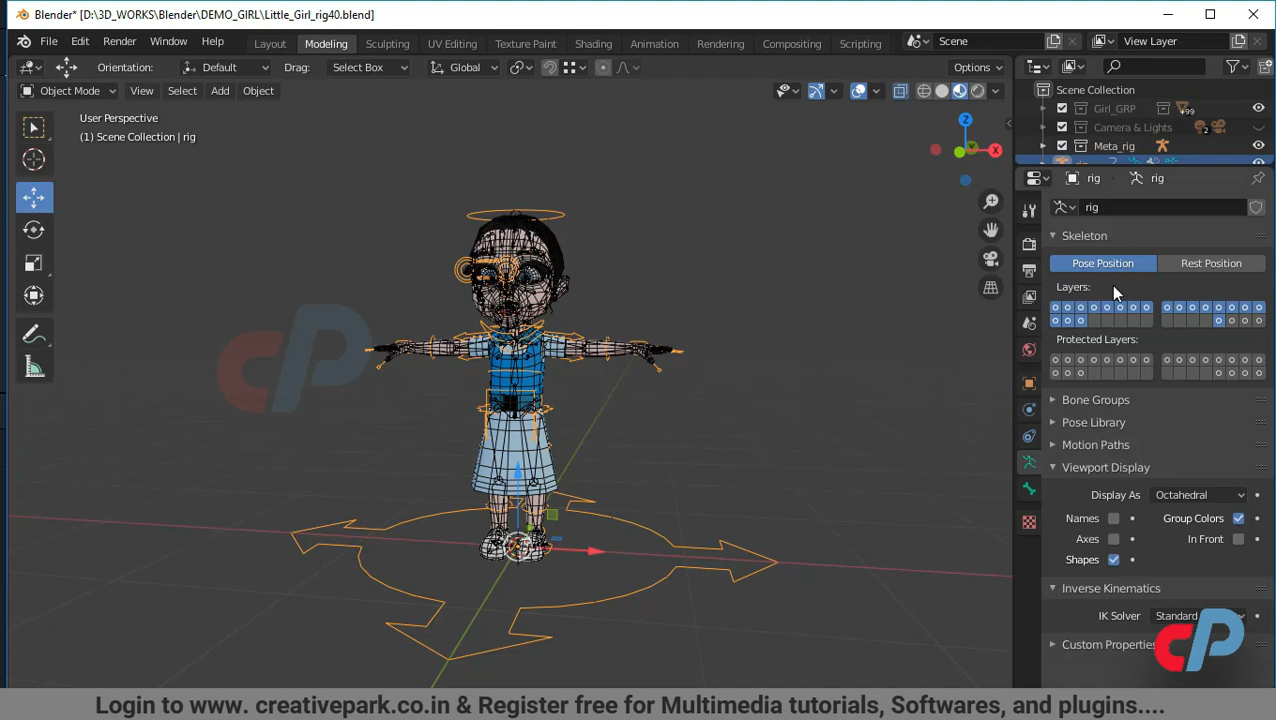 Blender* [D:\3D_WORKS\Blender\DEMO_GIRL\Little_Girl_rig40.blend]
File Edit Render Window Help Layout Modeling Sculpting UV Editing Texture Paint Shading Animation Rendering Compositing Scripting Scene View Layer
Orientation: Default Drag: Select Box Global Options
Object Mode View Select Add Object
User Perspective
(1) Scene Collection | rig
Z
X
Y
Scene Collection
Girl_GRP +99
Camera & Lights 2
Meta_rig
rig rig
rig
Skeleton
Pose Position Rest Position
Layers:
Protected Layers:
Bone Groups
Pose Library
Motion Paths
Viewport Display
Display As Octahedral
Names Group Colors
Axes In Front
Shapes
Inverse Kinematics
IK Solver Standard
Custom Properties
CP
CP
Login to www. creativepark.co.in & Register free for Multimedia tutorials, Softwares, and plugins....